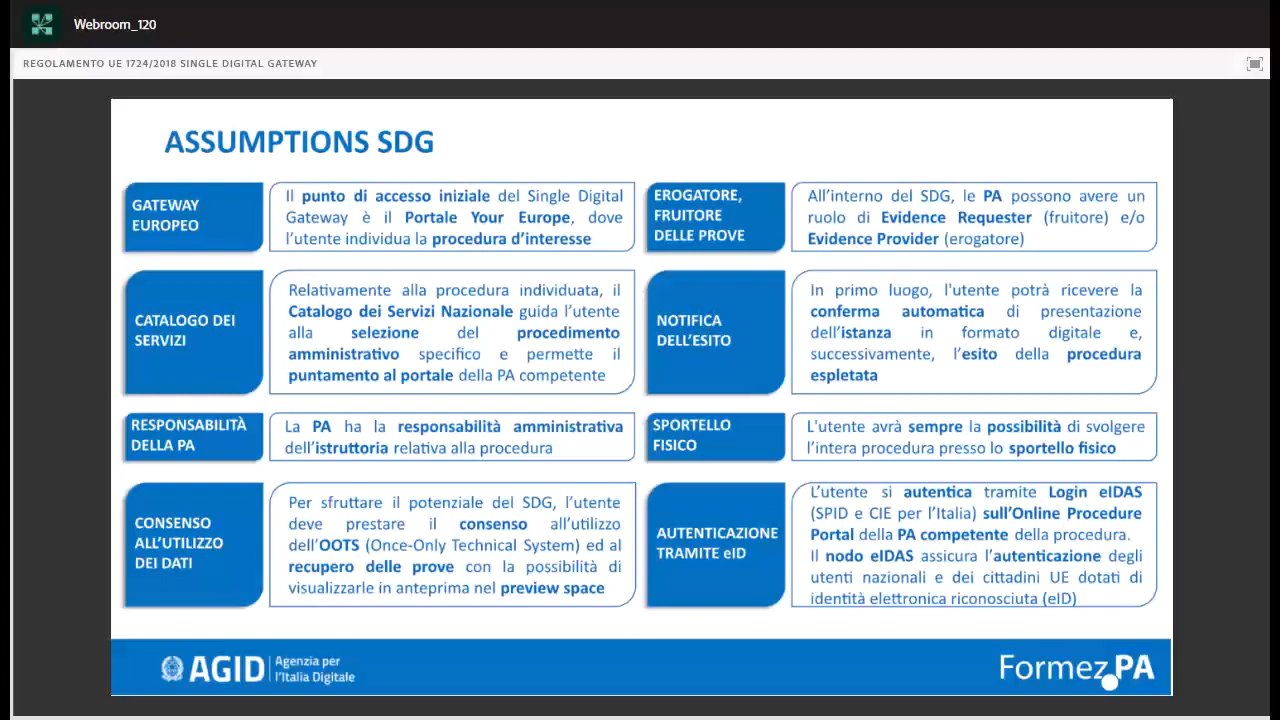 Webroom_120
REGOLAMENTO UE 1724/2018 SINGLE DIGITAL GATEWAY
ASSUMPTIONS SDG
GATEWAY
EUROPEO
Il punto di accesso iniziale del Single Digital
Gateway è il Portale Your Europe, dove
l’utente individua la procedura d’interesse
EROGATORE,
FRUITORE
DELLE PROVE
All’interno del SDG, le PA possono avere un
ruolo di Evidence Requester (fruitore) e/o
Evidence Provider (erogatore)
CATALOGO DEI
SERVIZI
Relativamente alla procedura individuata, il
Catalogo dei Servizi Nazionale guida l’utente
alla selezione del procedimento
amministrativo specifico e permette il
puntamento al portale della PA competente
NOTIFICA
DELL’ESITO
In primo luogo, l'utente potrà ricevere la
conferma automatica di presentazione
dell’istanza in formato digitale e,
successivamente, l’esito della procedura
espletata
RESPONSABILITÀ
DELLA PA
La PA ha la responsabilità amministrativa
dell’istruttoria relativa alla procedura
SPORTELLO
FISICO
L'utente avrà sempre la possibilità di svolgere
l’intera procedura presso lo sportello fisico
CONSENSO
ALL’UTILIZZO
DEI DATI
Per sfruttare il potenziale del SDG, l’utente
deve prestare il consenso all’utilizzo
dell’OOTS (Once-Only Technical System) ed al
recupero delle prove con la possibilità di
visualizzarle in anteprima nel preview space
AUTENTICAZIONE
TRAMITE eID
L’utente si autentica tramite Login eIDAS
(SPID e CIE per l’Italia) sull’Online Procedure
Portal della PA competente della procedura.
Il nodo eIDAS assicura l’autenticazione degli
utenti nazionali e dei cittadini UE dotati di
identità elettronica riconosciuta (eID)
AGID
Agenzia per
l’Italia Digitale
Formez PA